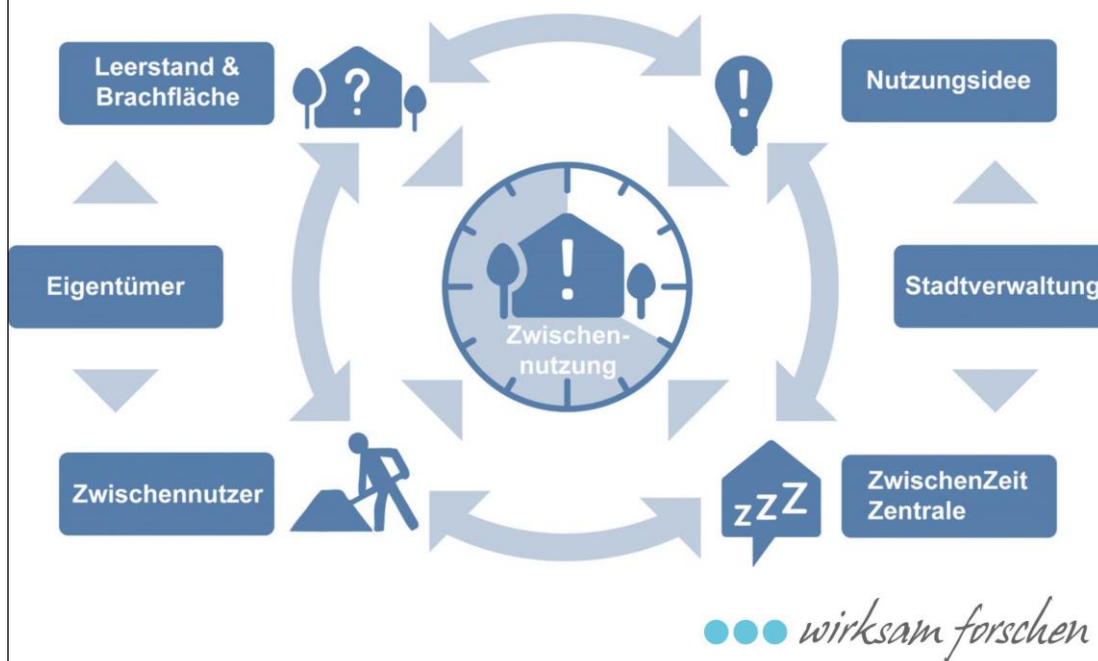 Leerstand &
Brachfläche
?
!
Nutzungsidee
Eigentümer
!
Zwischen-
nutzung
Stadtverwaltung
Zwischennutzer
zZZ
ZwischenZeit
Zentrale
wirksam forschen